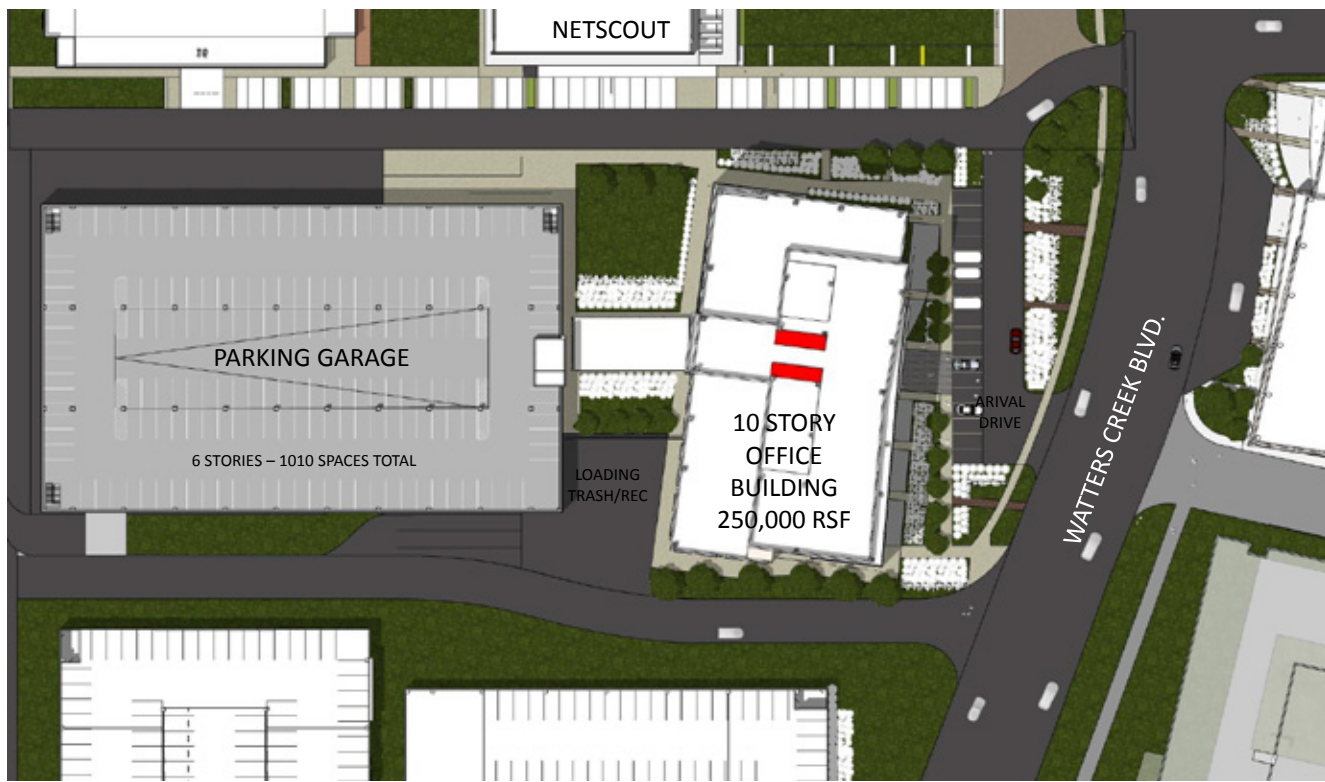 NETSCOUT
PARKING GARAGE
6 STORIES – 1010 SPACES TOTAL
LOADING
TRASH/REC
10 STORY
OFFICE
BUILDING
250,000 RSF
ARIVAL
DRIVE
WATTERS CREEK BLVD.